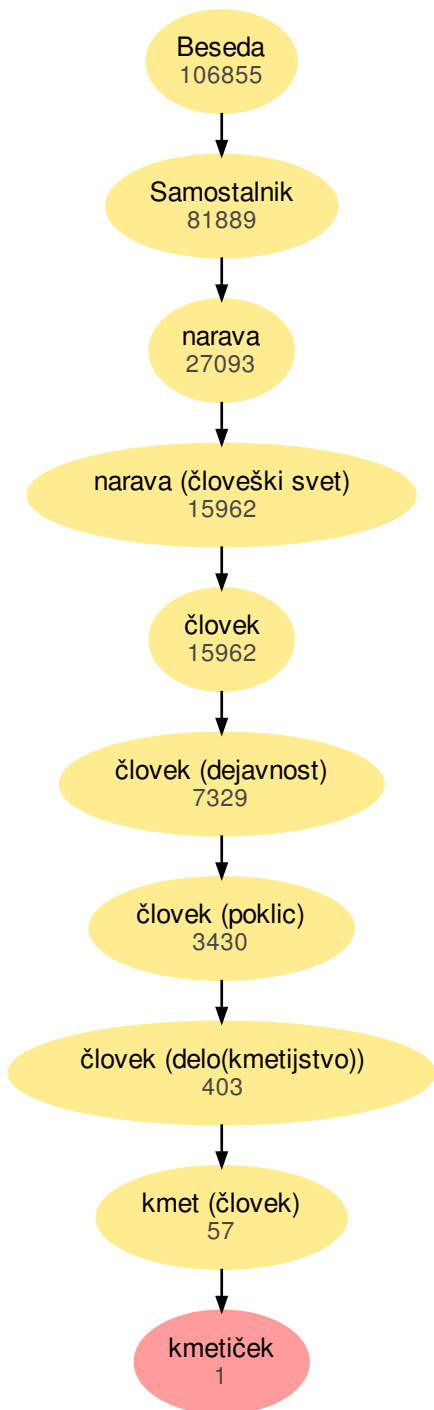 Beseda
106855
Samostalnik
81889
narava
27093
narava (človeški svet)
15962
človek
15962
človek (dejavnost)
7329
človek (poklic)
3430
človek (delo(kmetijstvo))
403
kmet (človek)
57
kmetiček
1